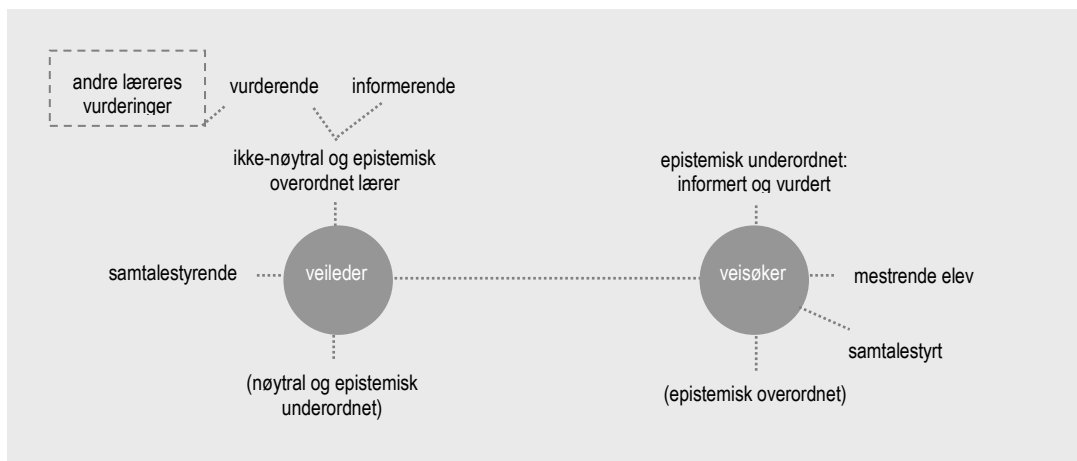 andre læreres
vurderinger
vurderende
informerende
ikke-nøytral og epistemisk
overordnet lærer
epistemisk underordnet:
informert og vurdert
samtalestyrende
veileder
veisøker
mestrende elev
samtalestyrt
(nøytral og epistemisk
underordnet)
(epistemisk overordnet)